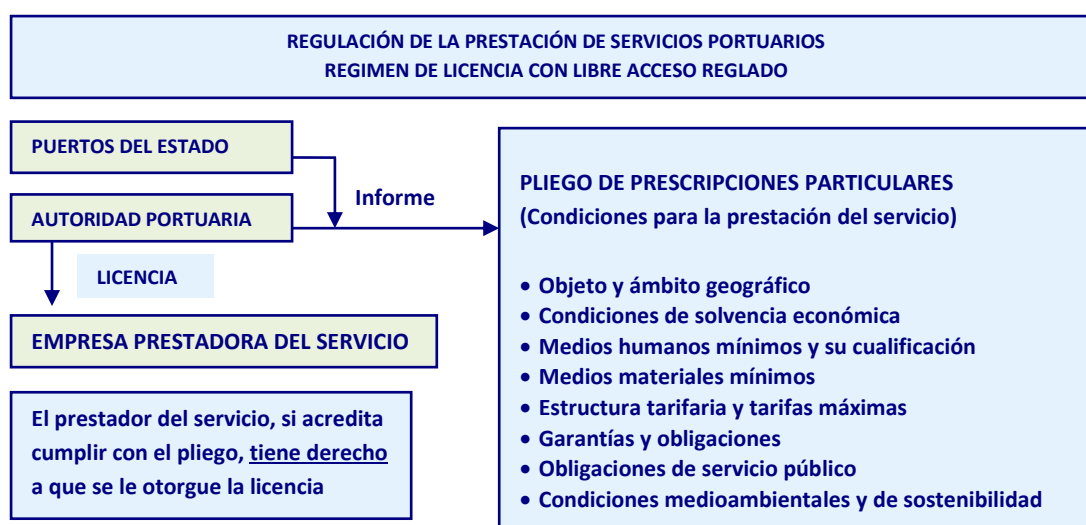 REGULACIÓN DE LA PRESTACIÓN DE SERVICIOS PORTUARIOS
REGIMEN DE LICENCIA CON LIBRE ACCESO REGLADO
PUERTOS DEL ESTADO
Informe
AUTORIDAD PORTUARIA
LICENCIA
EMPRESA PRESTADORA DEL SERVICIO
El prestador del servicio, si acredita
cumplir con el pliego, tiene derecho
a que se le otorgue la licencia
PLIEGO DE PRESCRIPCIONES PARTICULARES
(Condiciones para la prestación del servicio)
• Objeto y ámbito geográfico
• Condiciones de solvencia económica
• Medios humanos mínimos y su cualificación
• Medios materiales mínimos
• Estructura tarifaria y tarifas máximas
• Garantías y obligaciones
• Obligaciones de servicio público
• Condiciones medioambientales y de sostenibilidad